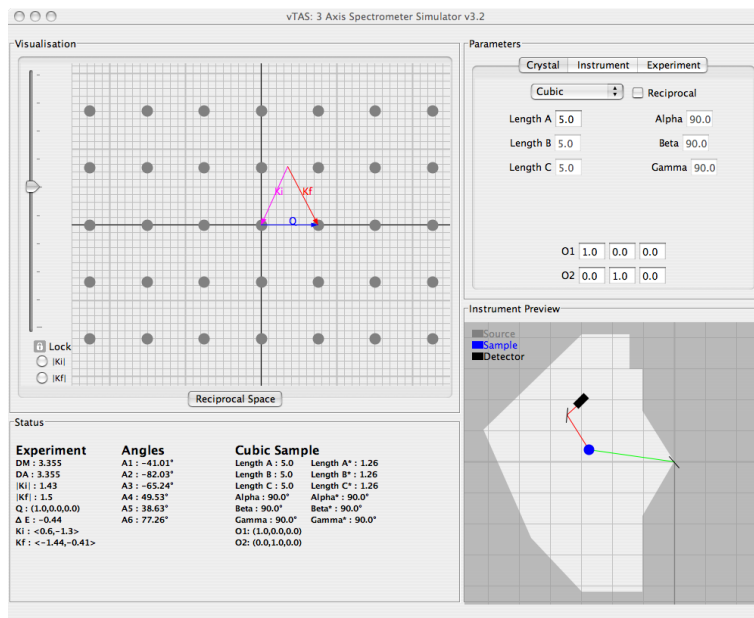 vTAS: 3 Axis Spectrometer Simulator v3.2
Visualisation
Ki
Kf
Q
Lock
|Ki|
|Kf|
Reciprocal Space
Parameters
Crystal Instrument Experiment
Cubic Reciprocal
Length A 5.0 Alpha 90.0
Length B 5.0 Beta 90.0
Length C 5.0 Gamma 90.0
O1 1.0 0.0 0.0
O2 0.0 1.0 0.0
Instrument Preview
Source
Sample
Detector
Status
Experiment Angles Cubic Sample
DM : 3.355 A1 : -41.01° Length A : 5.0 Length A* : 1.26
DA : 3.355 A2 : -82.03° Length B : 5.0 Length B* : 1.26
|Ki| : 1.43 A3 : -65.24° Length C : 5.0 Length C* : 1.26
|Kf| : 1.5 A4 : 49.53° Alpha : 90.0° Alpha* : 90.0°
Q : (1.0,0.0,0.0) A5 : 38.63° Beta : 90.0° Beta* : 90.0°
Δ E : -0.44 A6 : 77.26° Gamma : 90.0° Gamma* : 90.0°
Ki : <0.6,-1.3> O1: (1.0,0.0,0.0)
Kf : <-1.44,-0.41> O2: (0.0,1.0,0.0)